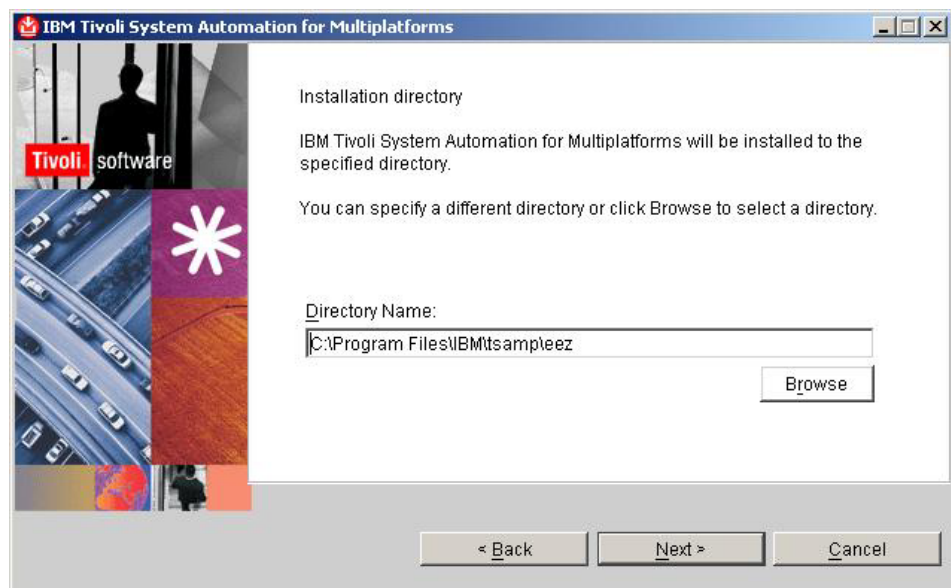 IBM Tivoli System Automation for Multiplatforms
Tivoli software
Installation directory
IBM Tivoli System Automation for Multiplatforms will be installed to the
specified directory.
You can specify a different directory or click Browse to select a directory.
Directory Name:
C:\Program Files\IBM\tsamp\eez
Browse
< Back
Next >
Cancel